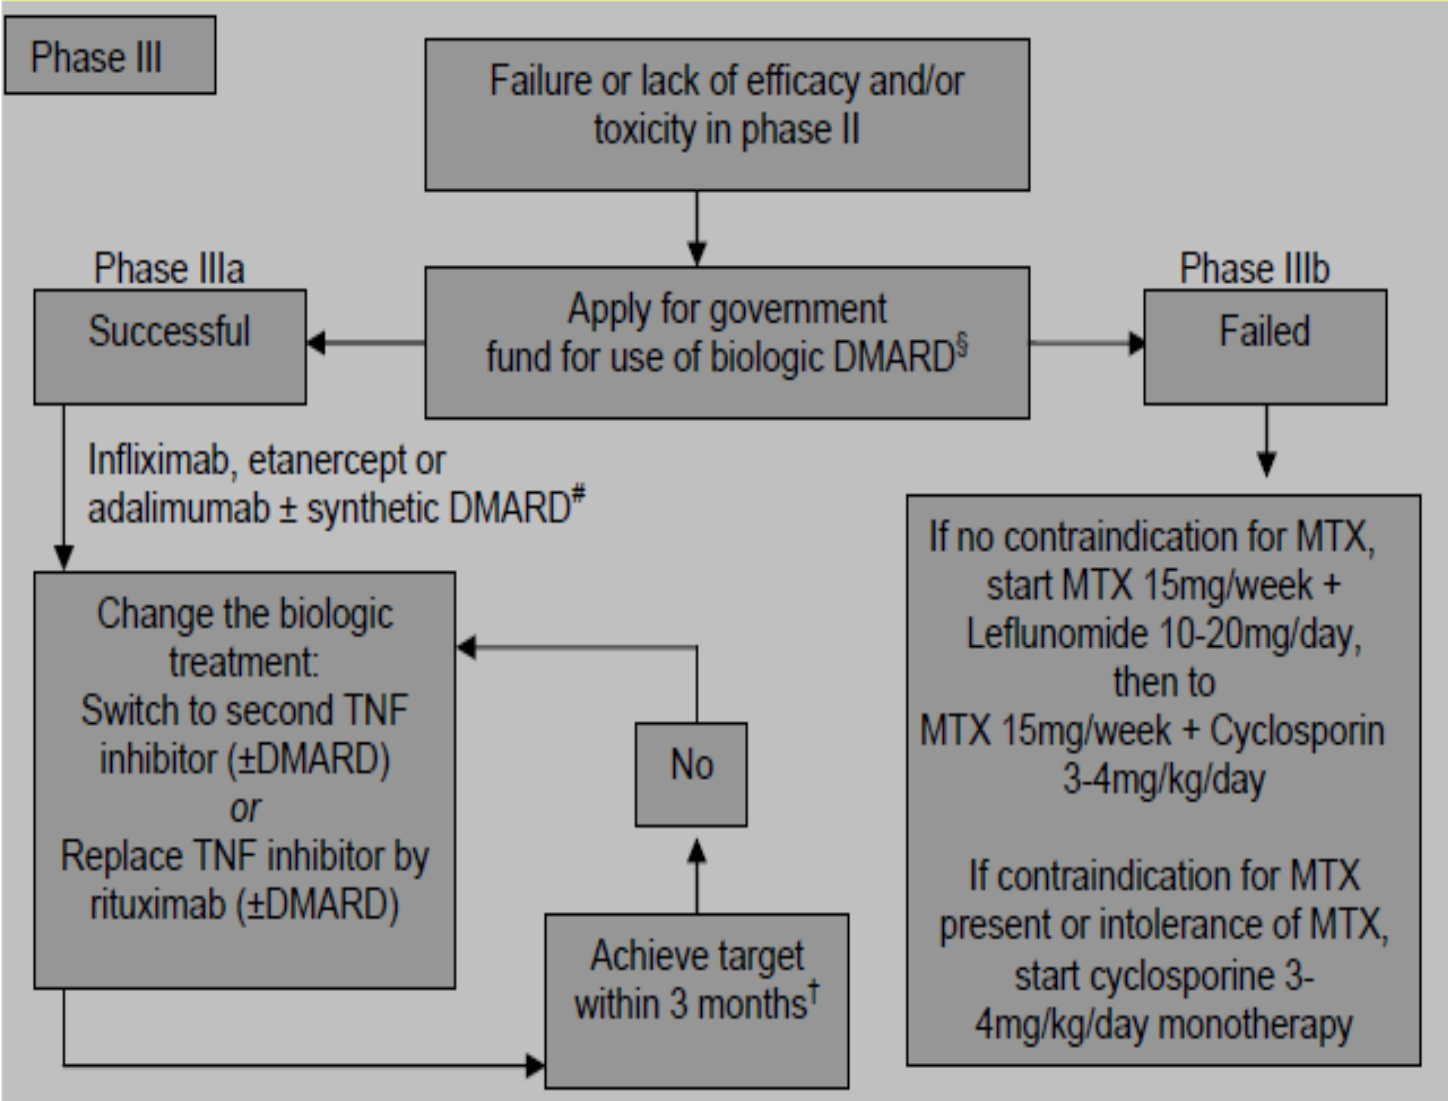 Phase III
Failure or lack of efficacy and/or
toxicity in phase II
Phase IIIa
Successful
Apply for government
fund for use of biologic DMARD§
Phase IIIb
Failed
Infliximab, etanercept or
adalimumab ± synthetic DMARD#
Change the biologic
treatment:
Switch to second TNF
inhibitor (±DMARD)
or
Replace TNF inhibitor by
rituximab (±DMARD)
No
Achieve target
within 3 months†
If no contraindication for MTX,
start MTX 15mg/week +
Leflunomide 10-20mg/day,
then to
MTX 15mg/week + Cyclosporin
3-4mg/kg/day
If contraindication for MTX
present or intolerance of MTX,
start cyclosporine 3-
4mg/kg/day monotherapy